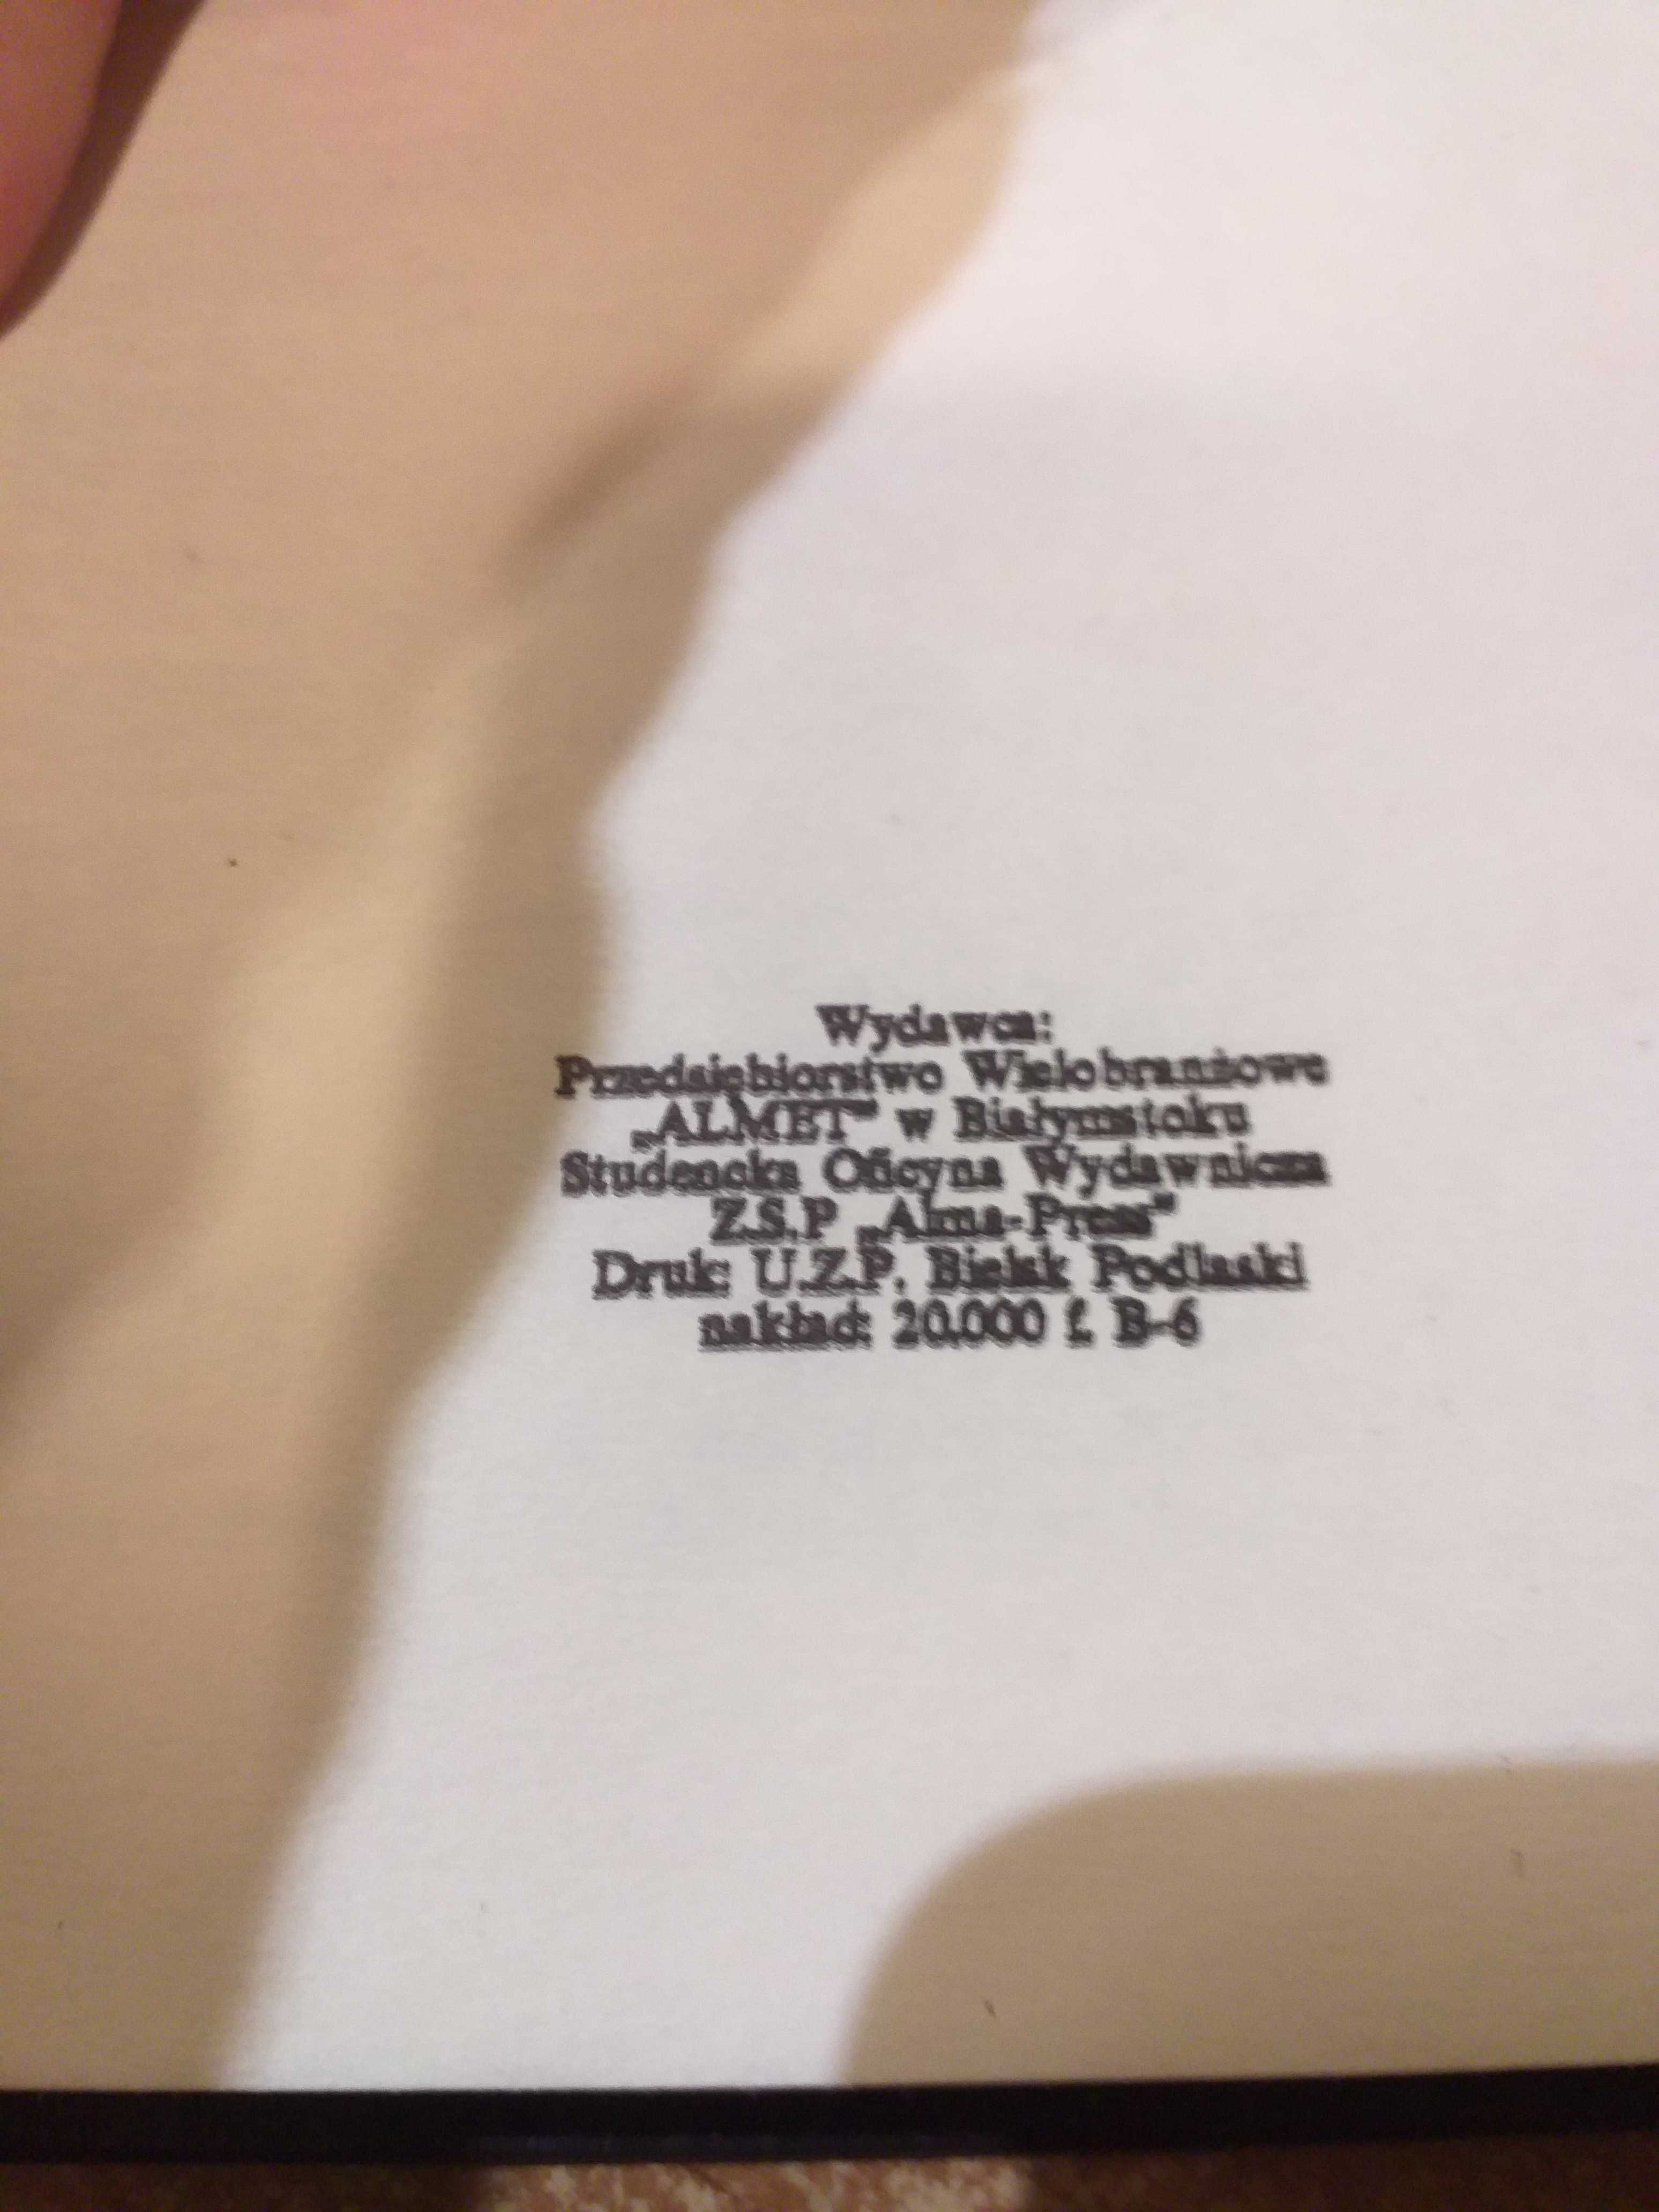 Wydawca:
Przedsiębiorstwo Wielobranżowe
„ALMET” w Białymstoku
Studencka Oficyna Wydawnicza
Z.S.P „Alma-Press”
Druk: U.Z.P. Bielsk Podlaski
nakład: 20.000 f. B-6